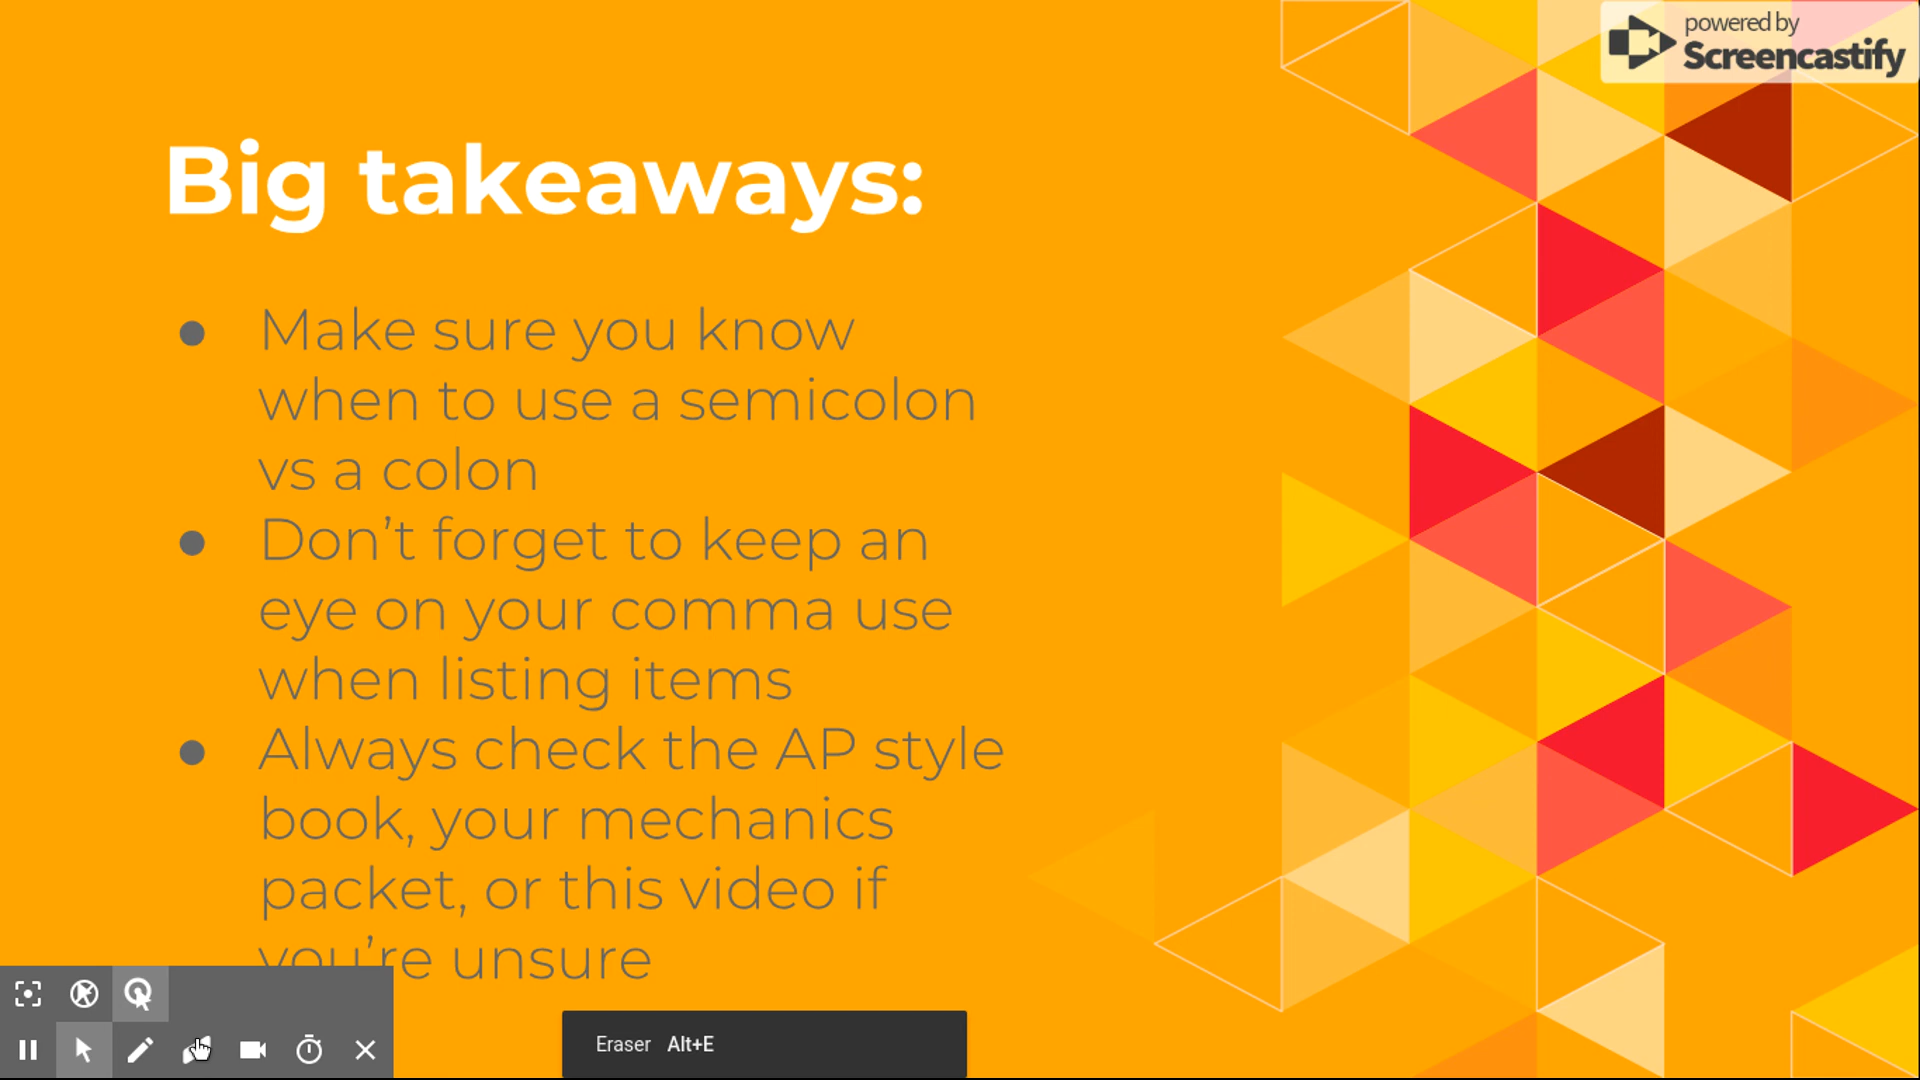 powered by
Screencastify
Big takeaways:
● Make sure you know
when to use a semicolon
vs a colon
● Don’t forget to keep an
eye on your comma use
when listing items
● Always check the AP style
book, your mechanics
packet, or this video if
you’re unsure
Eraser Alt+E